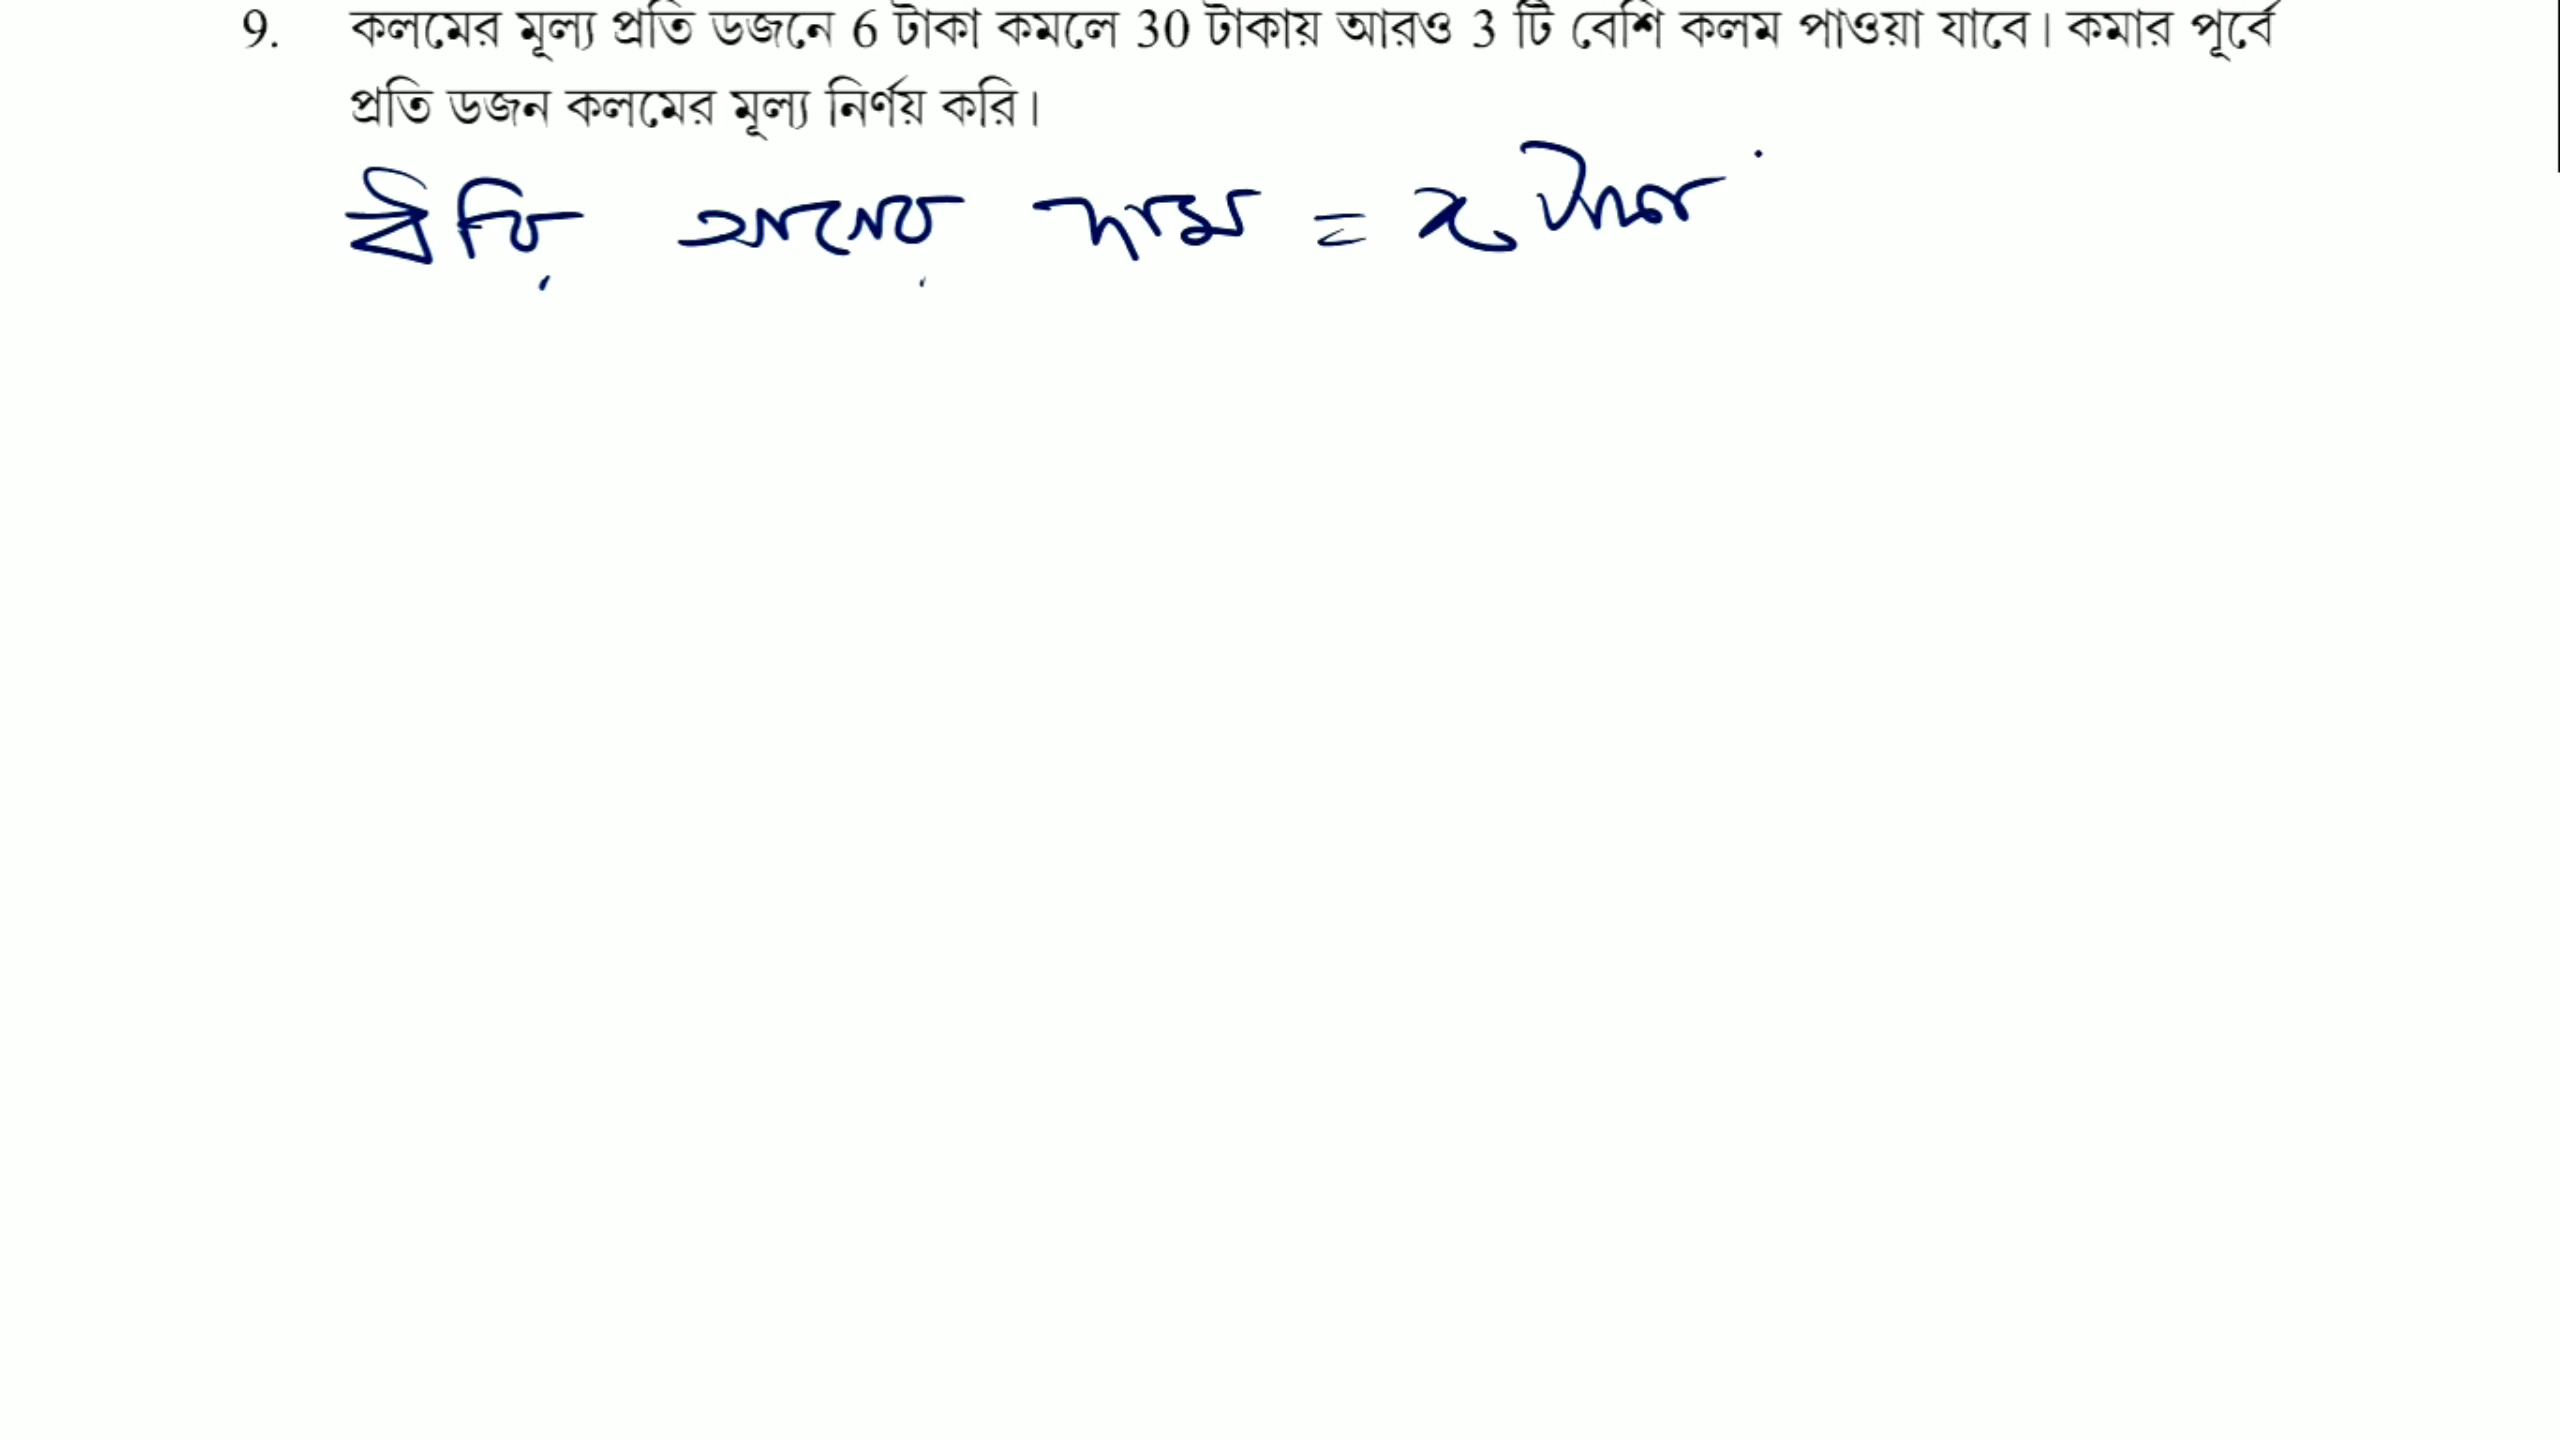 9. কলমের মূল্য প্রতি ডজনে 6 টাকা কমলে 30 টাকায় আরও 3 টি বেশি কলম পাওয়া যাবে। কমার পূর্বে
প্রতি ডজন কলমের মূল্য নির্ণয় করি।
ধরি আগের দাম = x টাকা